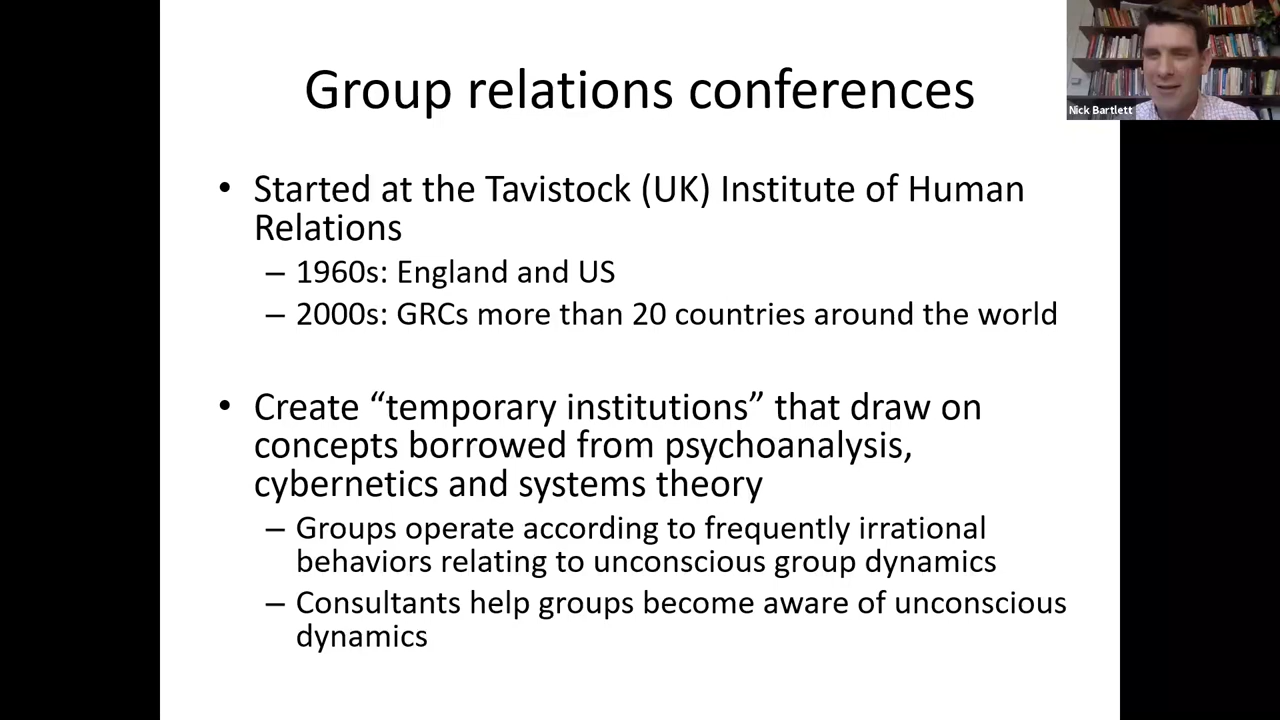 Group relations conferences
Nick Bartlett
• Started at the Tavistock (UK) Institute of Human
Relations
– 1960s: England and US
– 2000s: GRCs more than 20 countries around the world
• Create “temporary institutions” that draw on
concepts borrowed from psychoanalysis,
cybernetics and systems theory
– Groups operate according to frequently irrational
behaviors relating to unconscious group dynamics
– Consultants help groups become aware of unconscious
dynamics